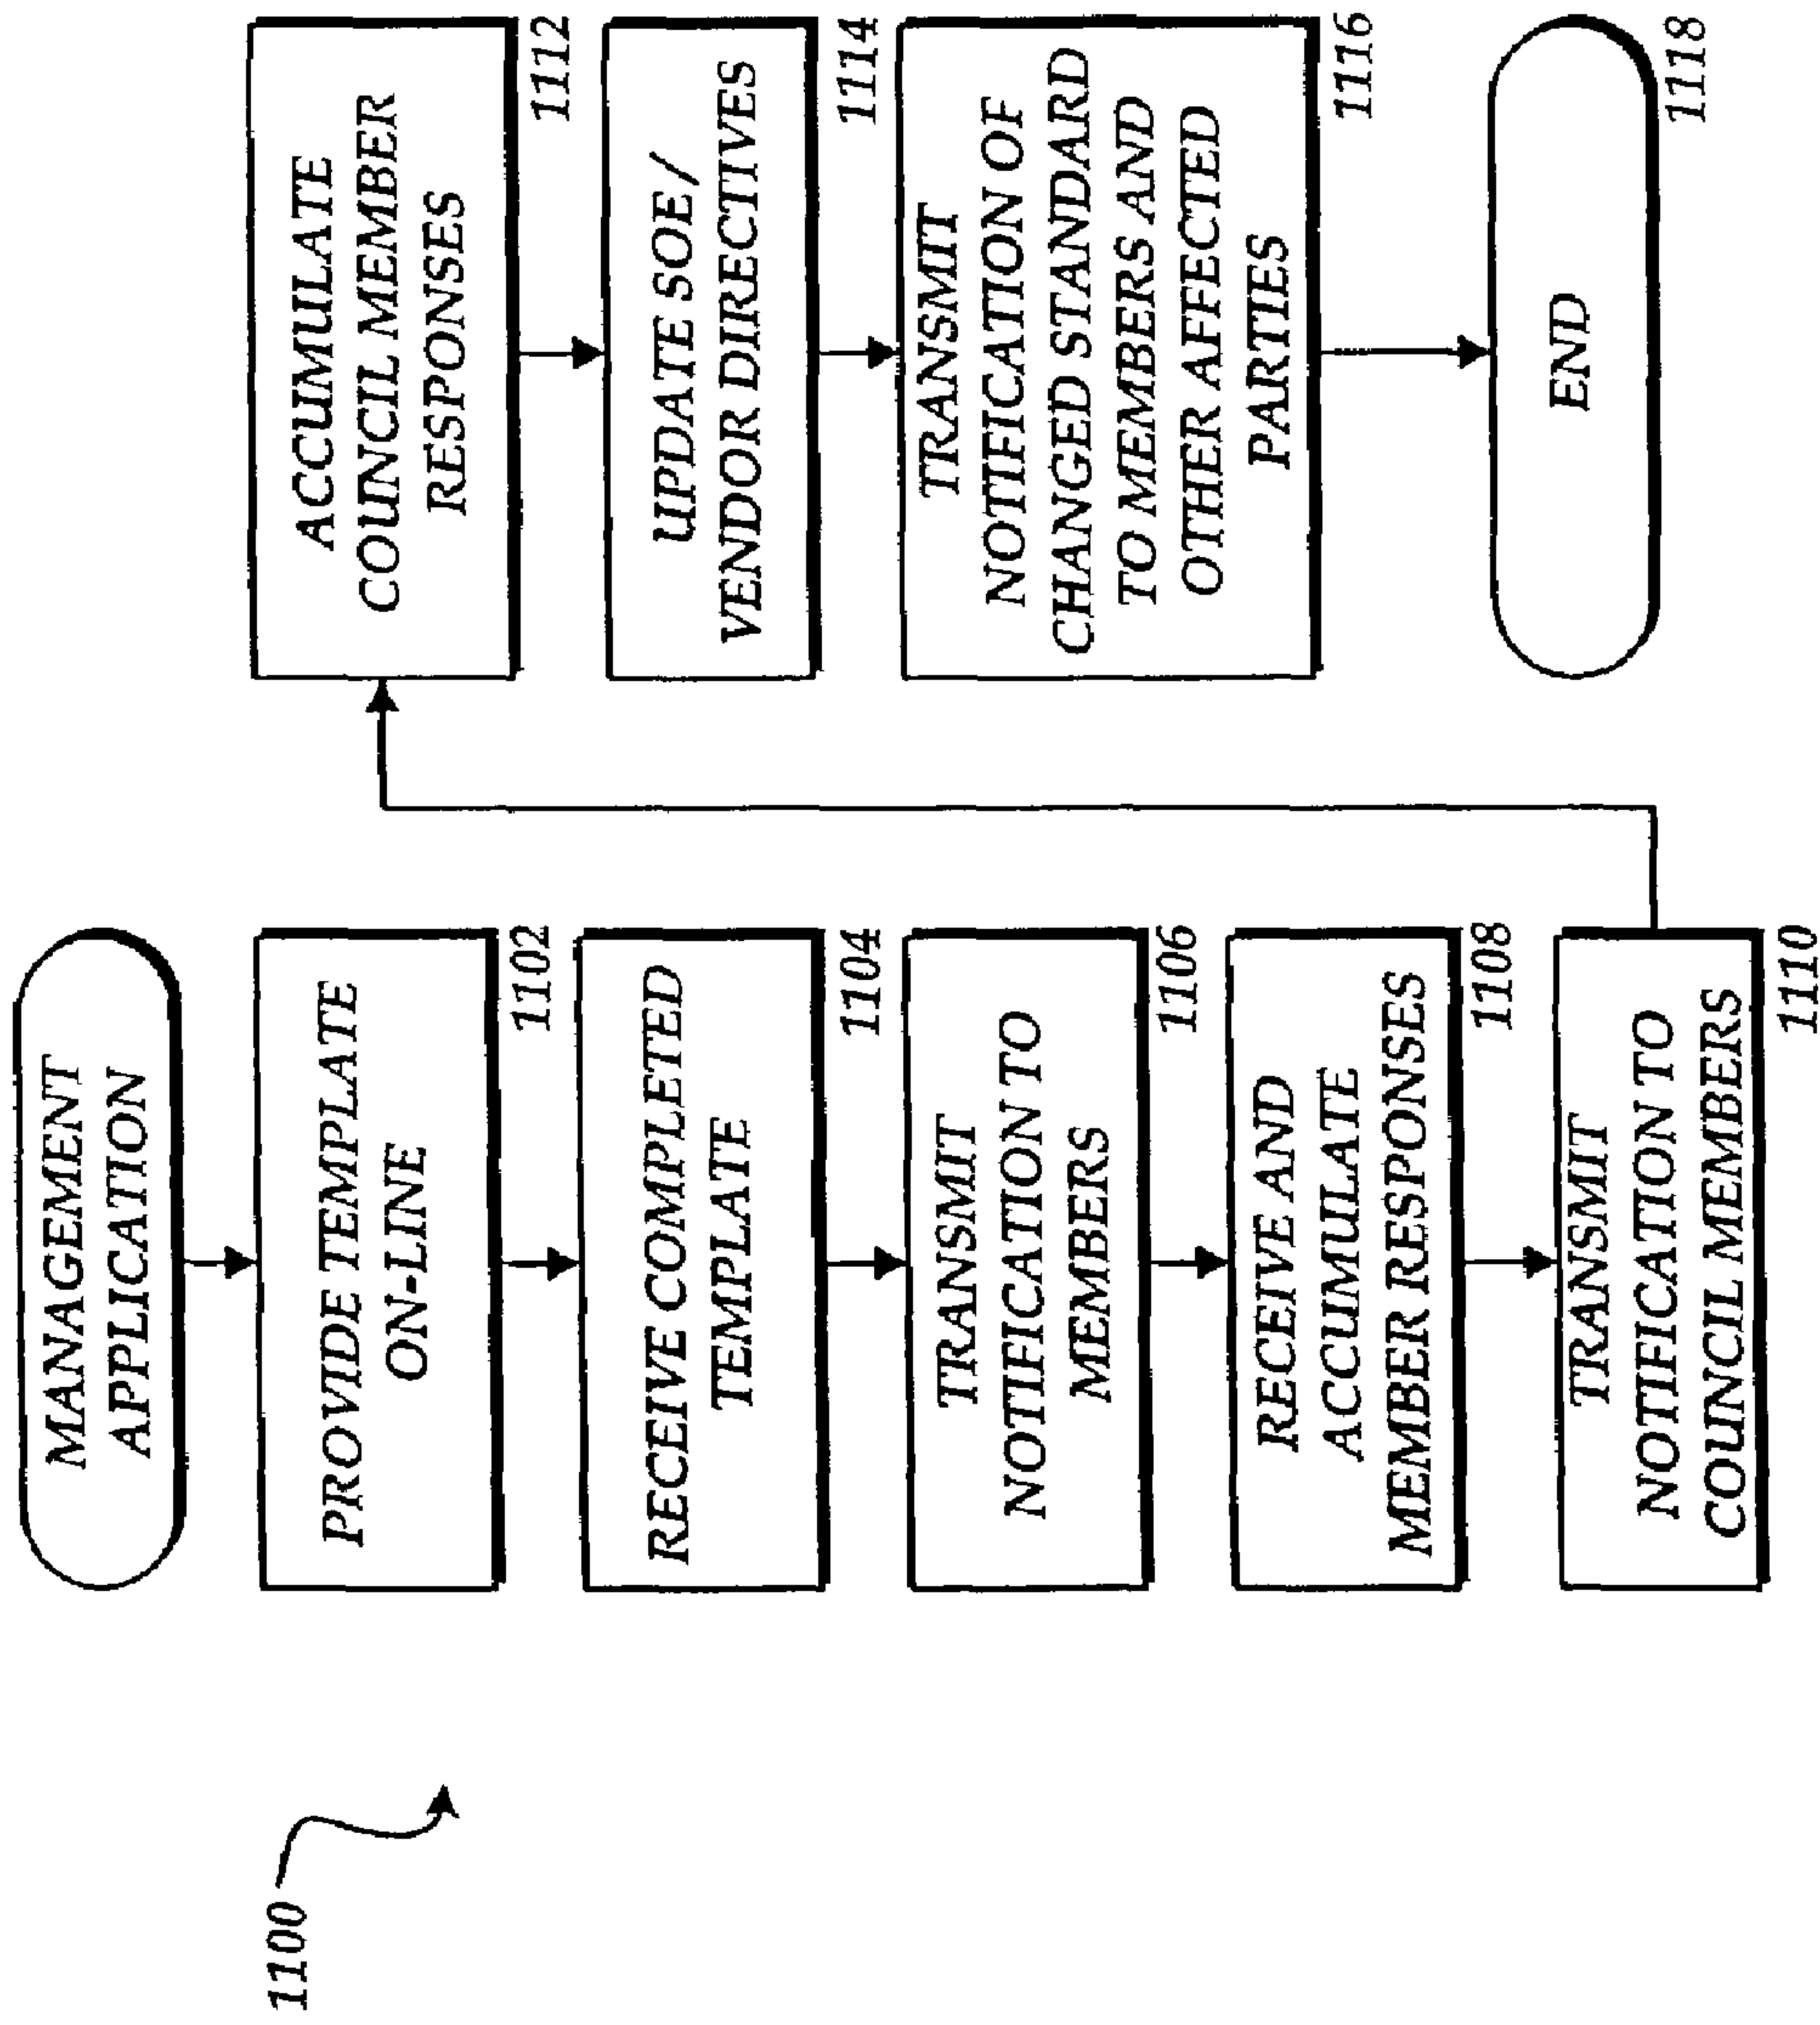 1100
MANAGEMENT
APPLICATION
PROVIDE TEMPLATE
ON-LINE
1102
RECEIVE COMPLETED
TEMPLATE
1104
TRANSMIT
NOTIFICATION TO
MEMBERS
1106
RECEIVE AND
ACCUMULATE
MEMBER RESPONSES
1108
TRANSMIT
NOTIFICATION TO
COUNCIL MEMBERS
1110
ACCUMULATE
COUNCIL MEMBER
RESPONSES
1112
UPDATE SOE /
VENDOR DIRECTIVES
1114
TRANSMIT
NOTIFICATION OF
CHANGED STANDARD
TO MEMBERS AND
OTHER AFFECTED
PARTIES
1116
END
1118